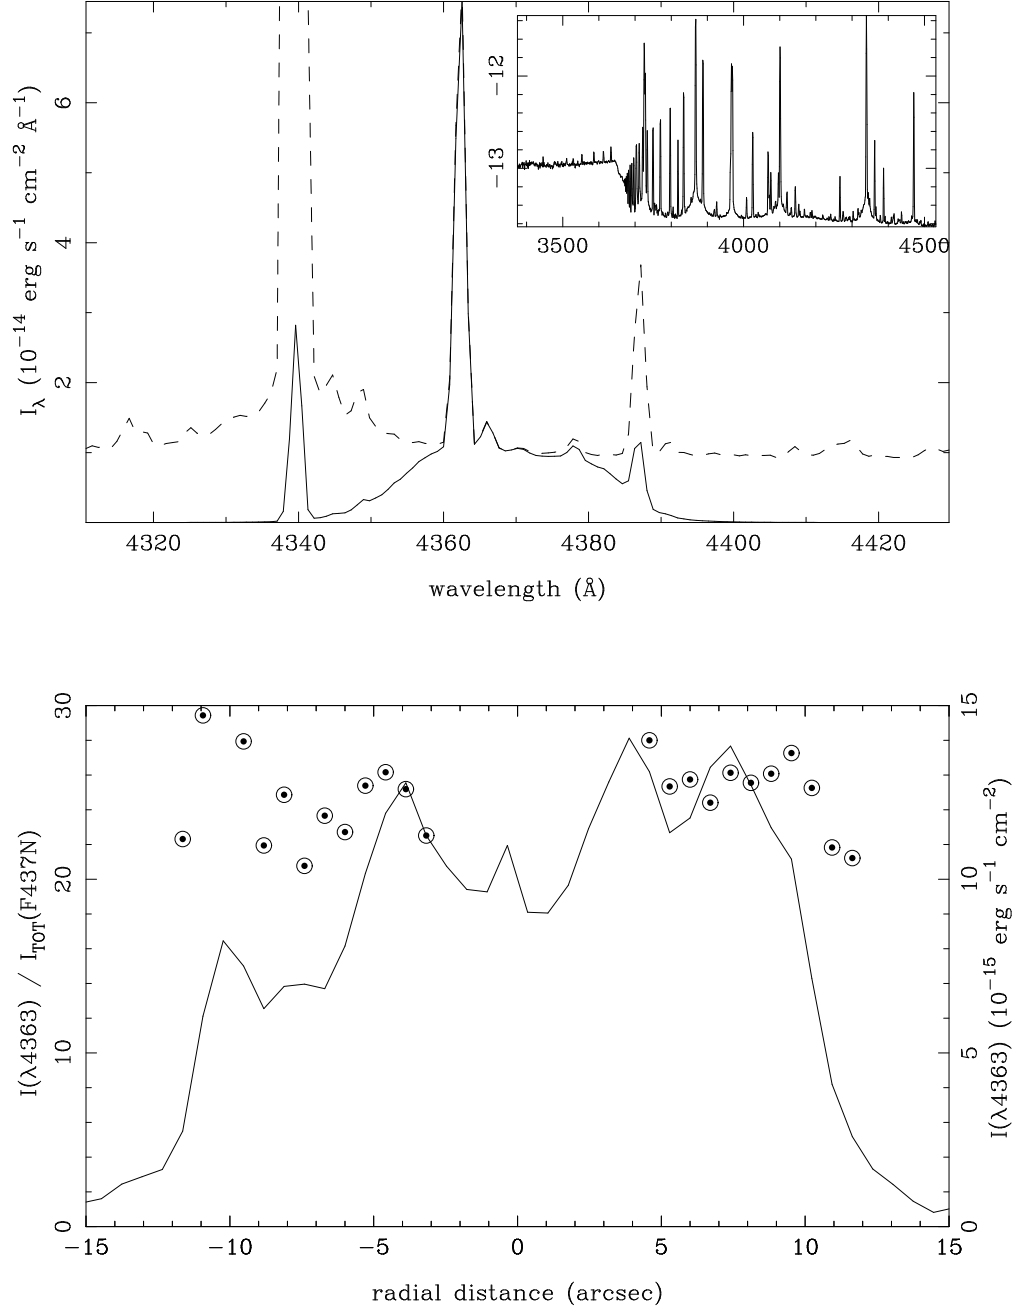 6
4
2
I_λ (10^−14 erg s^−1 cm^−2 Å^−1)
−12
−13
3500 4000 4500
4320 4340 4360 4380 4400 4420
wavelength (Å)
30
20
10
0
I(λ4363) / I_TOT(F437N)
15
10
5
0
I(λ4363) (10^−15 erg s^−1 cm^−2)
−15 −10 −5 0 5 10 15
radial distance (arcsec)